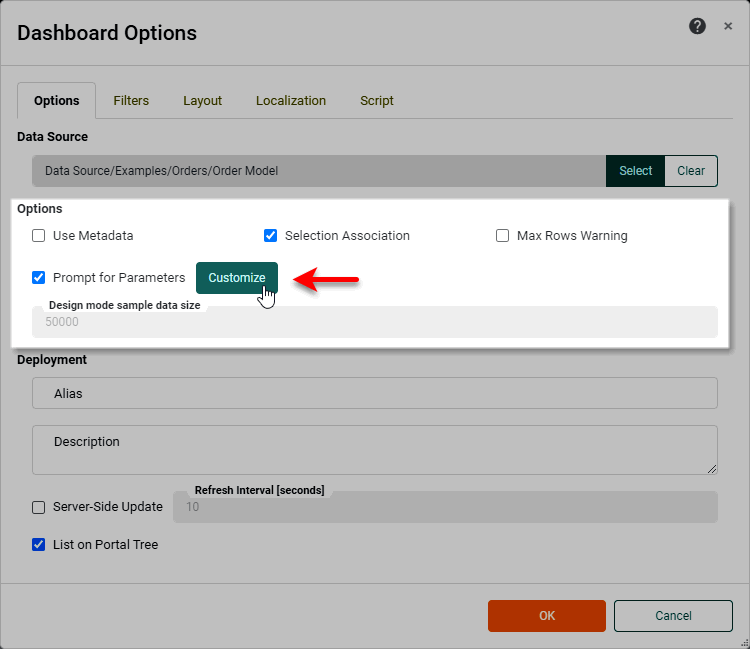 Dashboard Options
Options Filters Layout Localization Script
Data Source
Data Source/Examples/Orders/Order Model Select Clear
Options
Use Metadata Selection Association Max Rows Warning
Prompt for Parameters Customize
Design mode sample data size
50000
Deployment
Alias
Description
Refresh Interval [seconds]
Server-Side Update 10
List on Portal Tree
OK Cancel